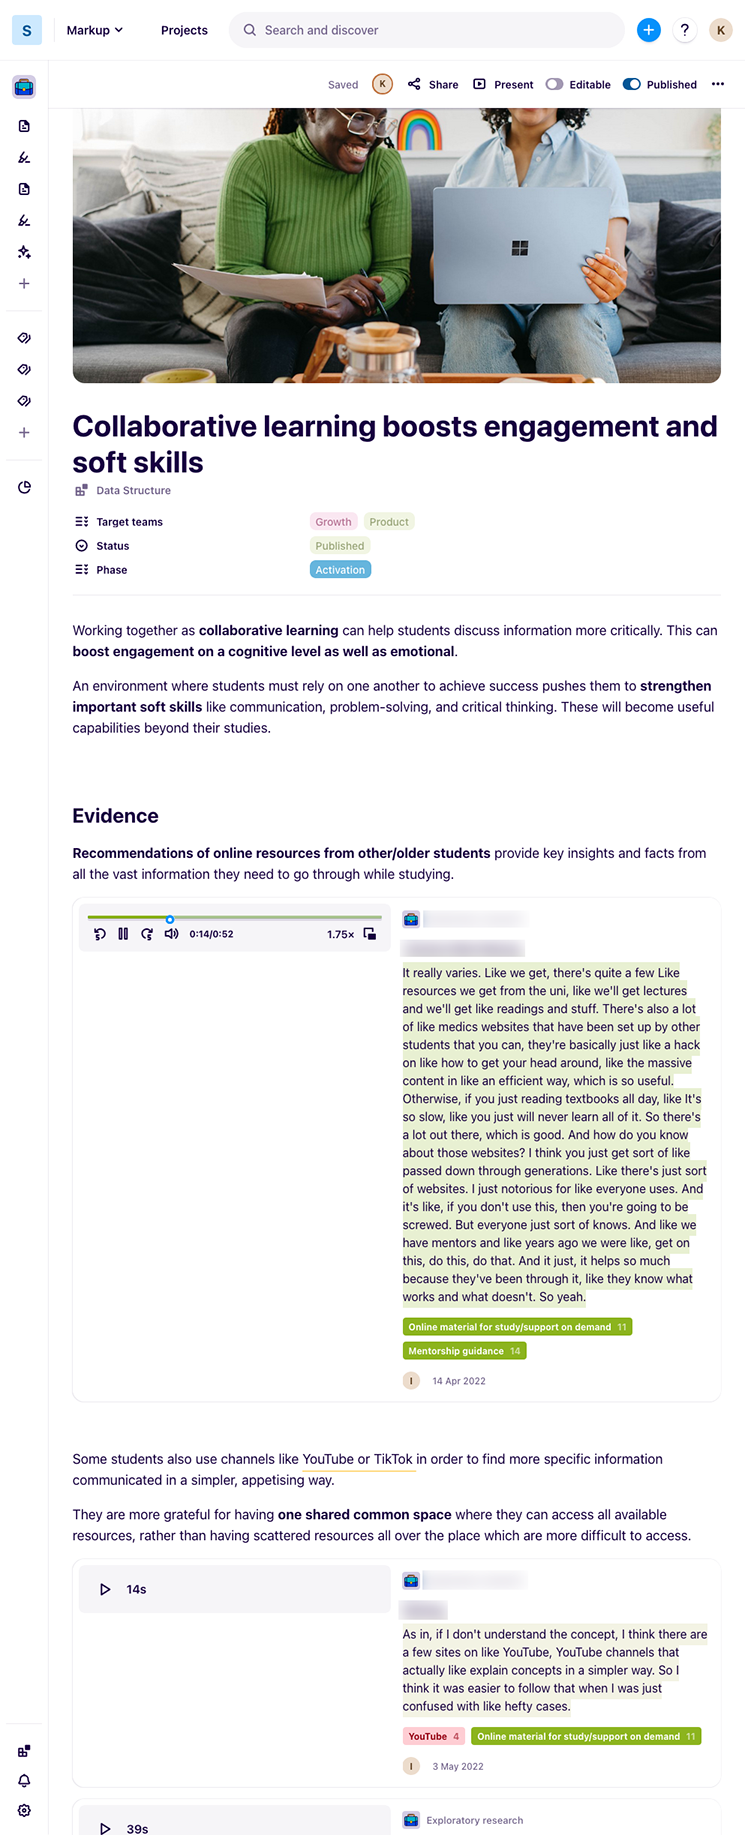 S
Markup
Projects
Search and discover
?
K
Saved
K
Share
Present
Editable
Published
Collaborative learning boosts engagement and
soft skills
Data Structure
Target teams
Growth
Product
Status
Published
Phase
Activation
Working together as collaborative learning can help students discuss information more critically. This can
boost engagement on a cognitive level as well as emotional.
An environment where students must rely on one another to achieve success pushes them to strengthen
important soft skills like communication, problem-solving, and critical thinking. These will become useful
capabilities beyond their studies.
Evidence
Recommendations of online resources from other/older students provide key insights and facts from
all the vast information they need to go through while studying.
0:14/0:52
1.75×
It really varies. Like we get, there's quite a few Like
resources we get from the uni, like we'll get lectures
and we'll get like readings and stuff. There's also a lot
of like medics websites that have been set up by other
students that you can, they're basically just like a hack
on like how to get your head around, like the massive
content in like an efficient way, which is so useful.
Otherwise, if you just reading textbooks all day, like It's
so slow, like you just will never learn all of it. So there's
a lot out there, which is good. And how do you know
about those websites? I think you just get sort of like
passed down through generations. Like there's just sort
of websites. I just notorious for like everyone uses. And
it's like, if you don't use this, then you're going to be
screwed. But everyone just sort of knows. And like we
have mentors and like years ago we were like, get on
this, do this, do that. And it just, it helps so much
because they've been through it, like they know what
works and what doesn't. So yeah.
Online material for study/support on demand 11
Mentorship guidance 14
I
14 Apr 2022
Some students also use channels like YouTube or TikTok in order to find more specific information
communicated in a simpler, appetising way.
They are more grateful for having one shared common space where they can access all available
resources, rather than having scattered resources all over the place which are more difficult to access.
14s
As in, if I don't understand the concept, I think there are
a few sites on like YouTube, YouTube channels that
actually like explain concepts in a simpler way. So I
think it was easier to follow that when I was just
confused with like hefty cases.
YouTube 4
Online material for study/support on demand 11
I
3 May 2022
39s
Exploratory research